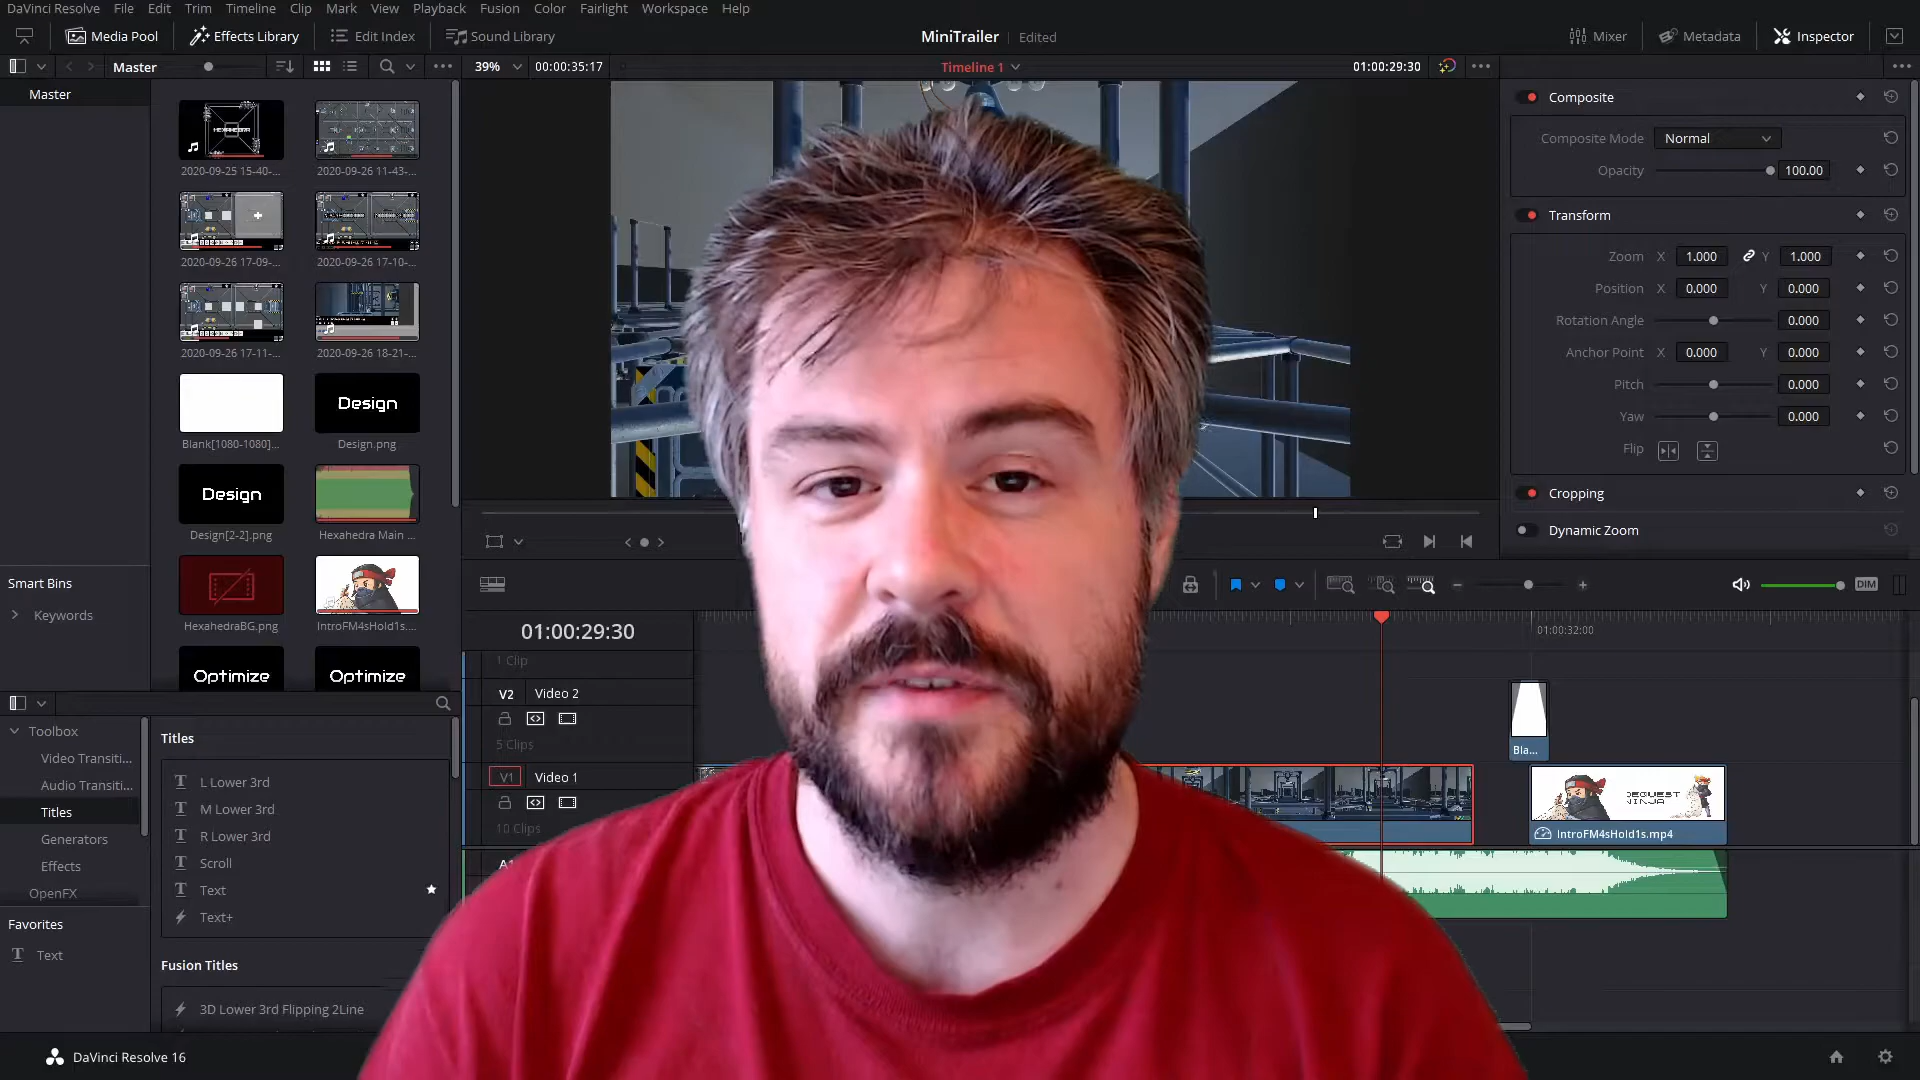 DaVinci Resolve File Edit Timeline Clip Mark View Playback Fusion Color Fairlight Workspace Help
Media Pool Effects Library Edit Index Sound Library MiniTrailer Edited Mixer Metadata Inspector
Master 39% 00:00:35:17 Timeline 1 01:00:29:30
Master
2020-09-25 15-40-... 2020-09-26 11-43-...
2020-09-26 17-09-... 2020-09-26 17-10-...
2020-09-26 17-11-... 2020-09-26 18-21-...
Design
Blank[1080-1080]... Design.png
Design
Design[2-2].png Hexahedra Main ...
HexahedraBG.png IntroFM4sHold1s....
Optimize Optimize
Smart Bins
Keywords
Composite
Composite Mode Normal
Opacity 100.00
Transform
Zoom X 1.000 Y 1.000
Position X 0.000 Y 0.000
Rotation Angle 0.000
Anchor Point X 0.000 Y 0.000
Pitch 0.000
Yaw 0.000
Flip
Cropping
Dynamic Zoom
DIM
01:00:29:30
01:00:32:00
1 Clip
V2 Video 2
5 Clips
Bla...
V1 Video 1
10 Clips
IntroFM4sHold1s.mp4
Toolbox
Video Transiti...
Audio Transiti...
Titles
Generators
Effects
OpenFX
Favorites
Text
Titles
L Lower 3rd
M Lower 3rd
R Lower 3rd
Scroll
Text
Text+
Fusion Titles
3D Lower 3rd Flipping 2Line
DaVinci Resolve 16